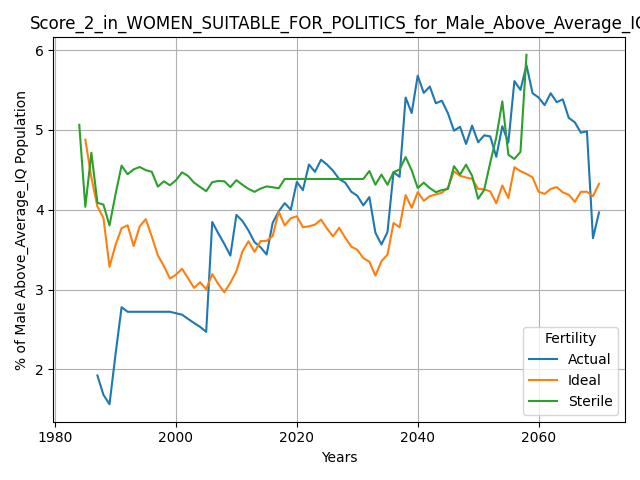 Score_2_in_WOMEN_SUITABLE_FOR_POLITICS_for_Male_Above_Average_IQ
% of Male Above_Average_IQ Population
6
5
4
3
2
Fertility
Actual
Ideal
Sterile
1980
2000
2020
2040
2060
Years